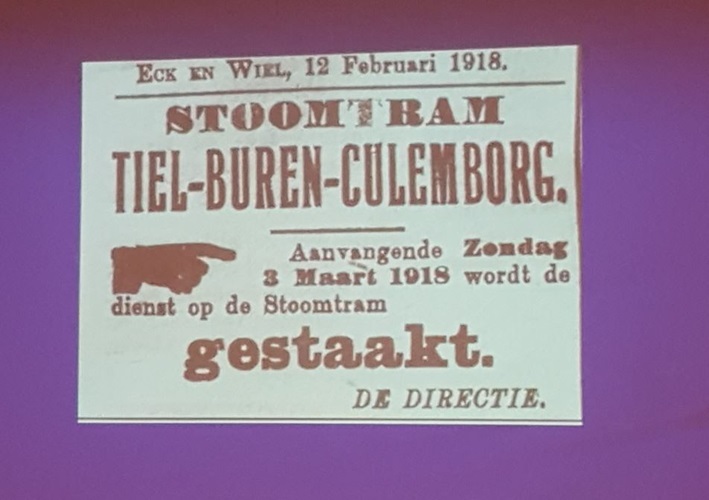 Eck en Wiel, 12 Februari 1918.
STOOMTRAM
TIEL-BUREN-CULEMBORG.
Aanvangende Zondag
3 Maart 1918 wordt de
dienst op de Stoomtram
gestaakt.
DE DIRECTIE.